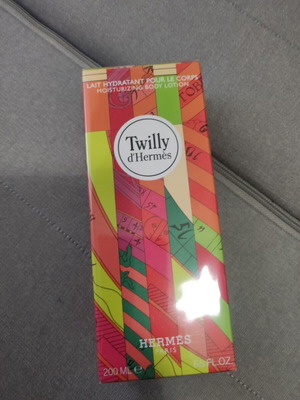 LAIT HYDRATANT POUR LE CORPS
MOISTURIZING BODY LOTION
Twilly
d'Hermès
HERMÈS
PARIS
200 ML e
FL.OZ